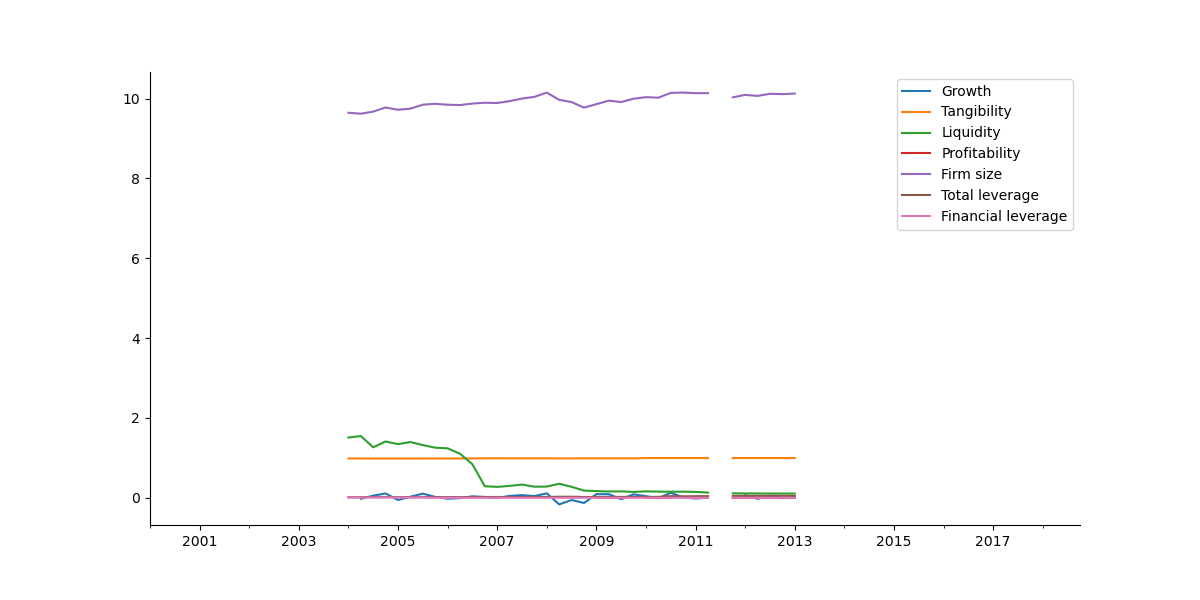 10
8
6
4
2
0
2001 2003 2005 2007 2009 2011 2013 2015 2017
Growth
Tangibility
Liquidity
Profitability
Firm size
Total leverage
Financial leverage